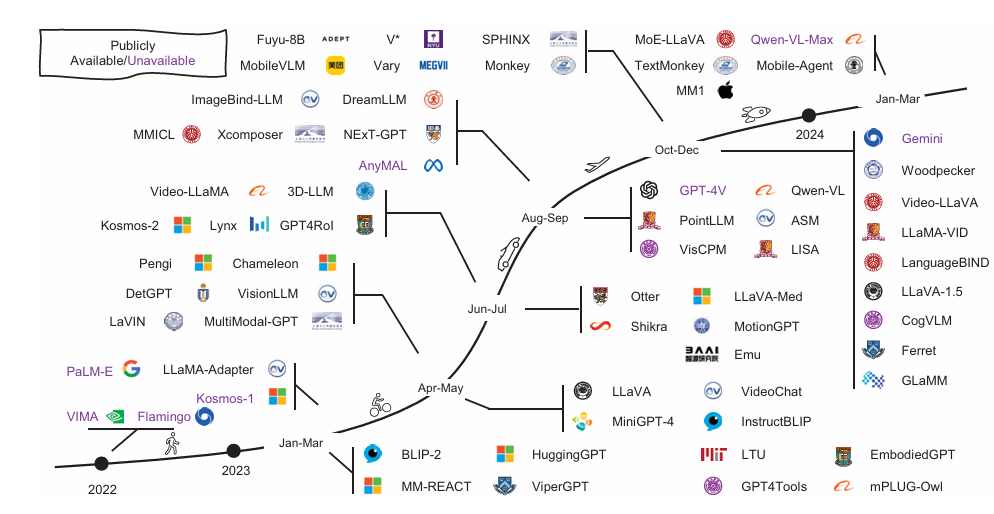 Publicly
Available/Unavailable
Fuyu-8B ADEPT V* NYU SPHINX
MobileVLM 美团 Vary MEGVII Monkey
MoE-LLaVA Qwen-VL-Max
TextMonkey Mobile-Agent
MM1
Jan-Mar
2024
ImageBind-LLM DreamLLM
MMICL Xcomposer NExT-GPT
AnyMAL
Oct-Dec
Gemini
Woodpecker
Video-LLaVA
LLaMA-VID
LanguageBIND
LLaVA-1.5
CogVLM
Ferret
GLaMM
Video-LLaMA 3D-LLM
Kosmos-2 Lynx GPT4RoI
Aug-Sep
GPT-4V Qwen-VL
PointLLM ASM
VisCPM LISA
Pengi Chameleon
DetGPT VisionLLM
LaVIN MultiModal-GPT
Jun-Jul
Otter LLaVA-Med
Shikra MotionGPT
BAAI Emu
PaLM-E LLaMA-Adapter
Kosmos-1
VIMA Flamingo
Apr-May
LLaVA VideoChat
MiniGPT-4 InstructBLIP
Jan-Mar
BLIP-2 HuggingGPT MIT LTU EmbodiedGPT
MM-REACT ViperGPT GPT4Tools mPLUG-Owl
2023
2022